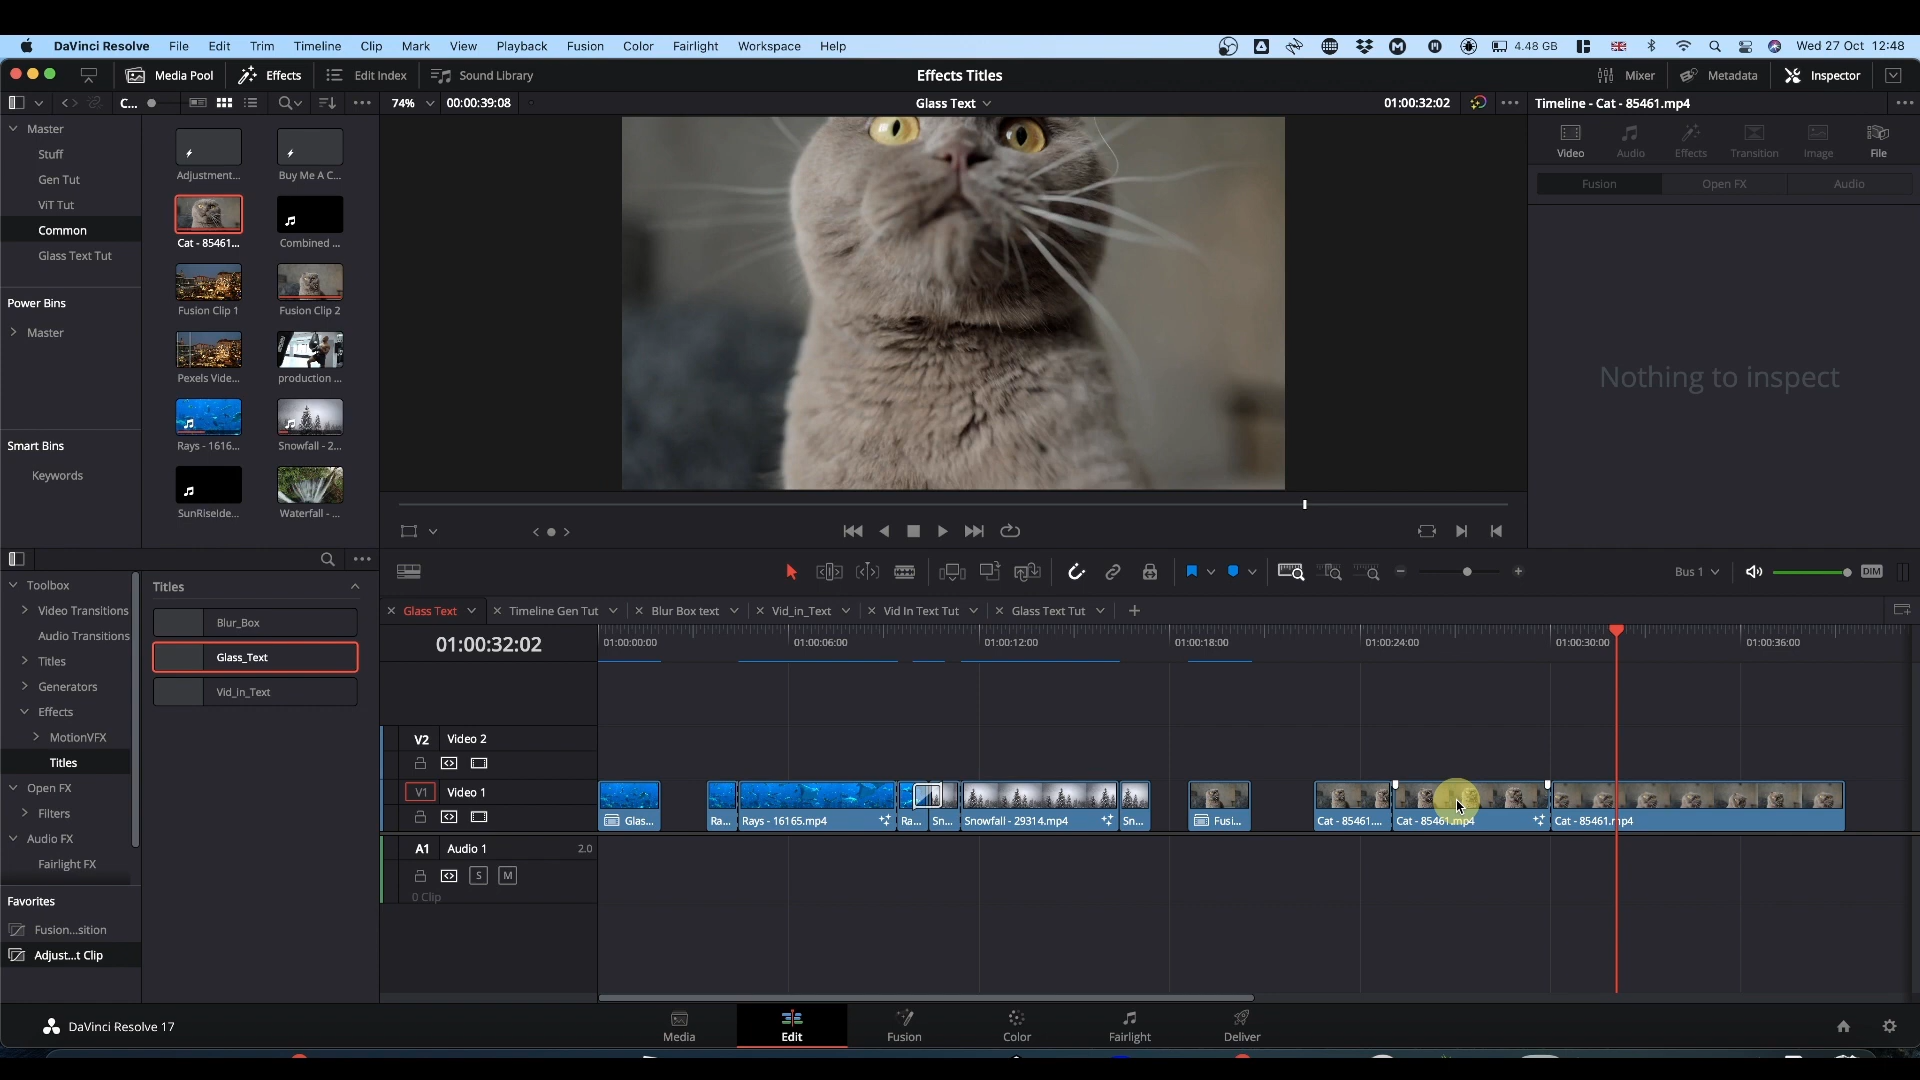 DaVinci Resolve File Edit Trim Timeline Clip Mark View Playback Fusion Color Fairlight Workspace Help 4.48 GB Wed 27 Oct 12:48
Media Pool Effects Edit Index Sound Library Effects Titles Mixer Metadata Inspector
C... 74% 00:00:39:08 Glass Text 01:00:32:02 Timeline - Cat - 85461.mp4
Master
Stuff
Gen Tut
ViT Tut
Common
Glass Text Tut
Power Bins
Master
Smart Bins
Keywords
Adjustment... Buy Me A C...
Cat - 85461... Combined ...
Fusion Clip 1 Fusion Clip 2
Pexels Vide... production ...
Rays - 1616... Snowfall - 2...
SunRiseIde... Waterfall - ...
Video Audio Effects Transition Image File
Fusion Open FX Audio
Nothing to inspect
Bus 1 DIM
Toolbox
Video Transitions
Audio Transitions
Titles
Generators
Effects
MotionVFX
Titles
Open FX
Filters
Audio FX
Fairlight FX
Favorites
Fusion...sition
Adjust...t Clip
Titles
Blur_Box
Glass_Text
Vid_In_Text
Glass Text Timeline Gen Tut Blur Box text Vid_in_Text Vid In Text Tut Glass Text Tut
01:00:32:02 01:00:00:00 01:00:06:00 01:00:12:00 01:00:18:00 01:00:24:00 01:00:30:00 01:00:36:00
V2 Video 2
V1 Video 1
Glas... Ra... Rays - 16165.mp4 Ra... Sn... Snowfall - 29314.mp4 Sn... Fusi... Cat - 85461.... Cat - 85461.mp4 Cat - 85461.mp4
A1 Audio 1 2.0
S M
0 Clip
DaVinci Resolve 17 Media Edit Fusion Color Fairlight Deliver